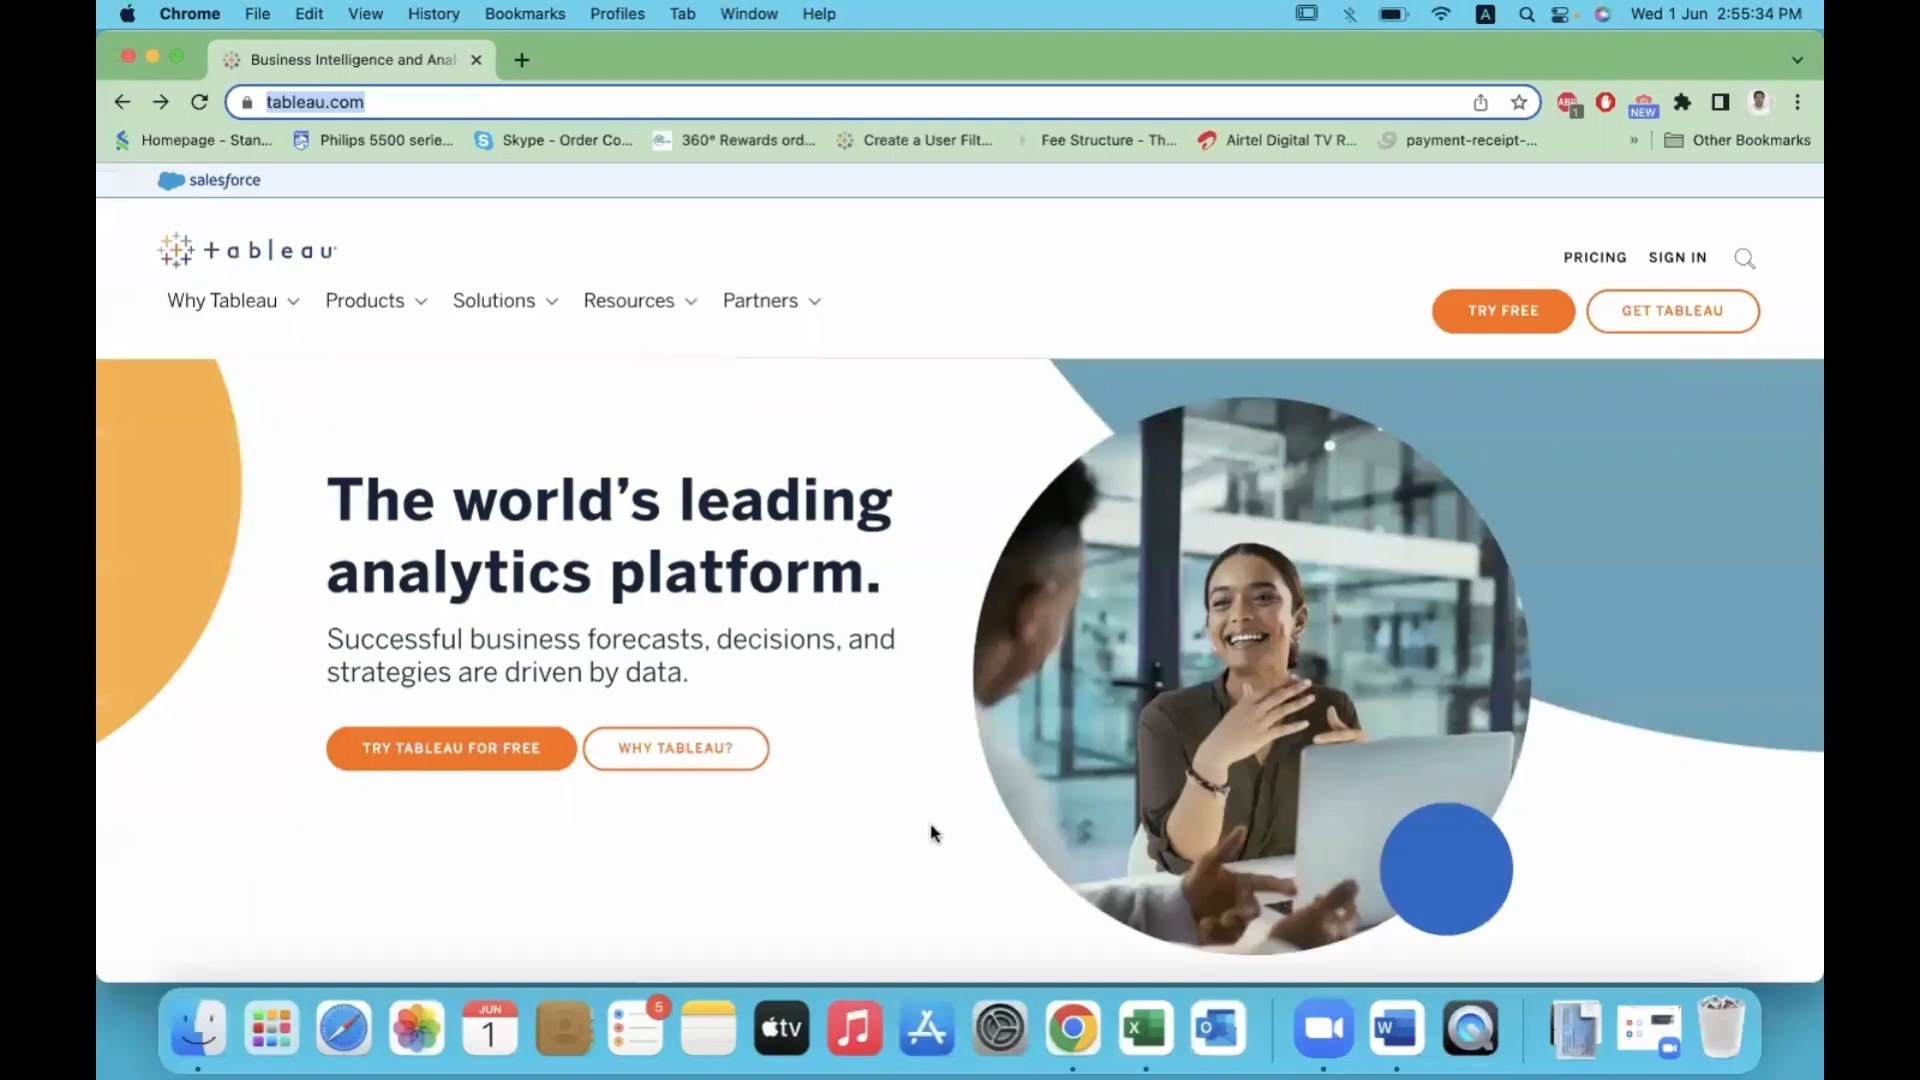 Chrome File Edit View History Bookmarks Profiles Tab Window Help A Wed 1 Jun 2:55:34 PM
Business Intelligence and Anal
tableau.com ABP 1 NEW
Homepage - Stan... Philips 5500 serie... Skype - Order Co... 360° Rewards ord... Create a User Filt... Fee Structure - Th... Airtel Digital TV R... payment-receipt-... » Other Bookmarks
salesforce
+ableau
PRICING SIGN IN
Why Tableau Products Solutions Resources Partners
TRY FREE GET TABLEAU
The world’s leading
analytics platform.
Successful business forecasts, decisions, and
strategies are driven by data.
TRY TABLEAU FOR FREE WHY TABLEAU?
JUN 1 5 tv X O W